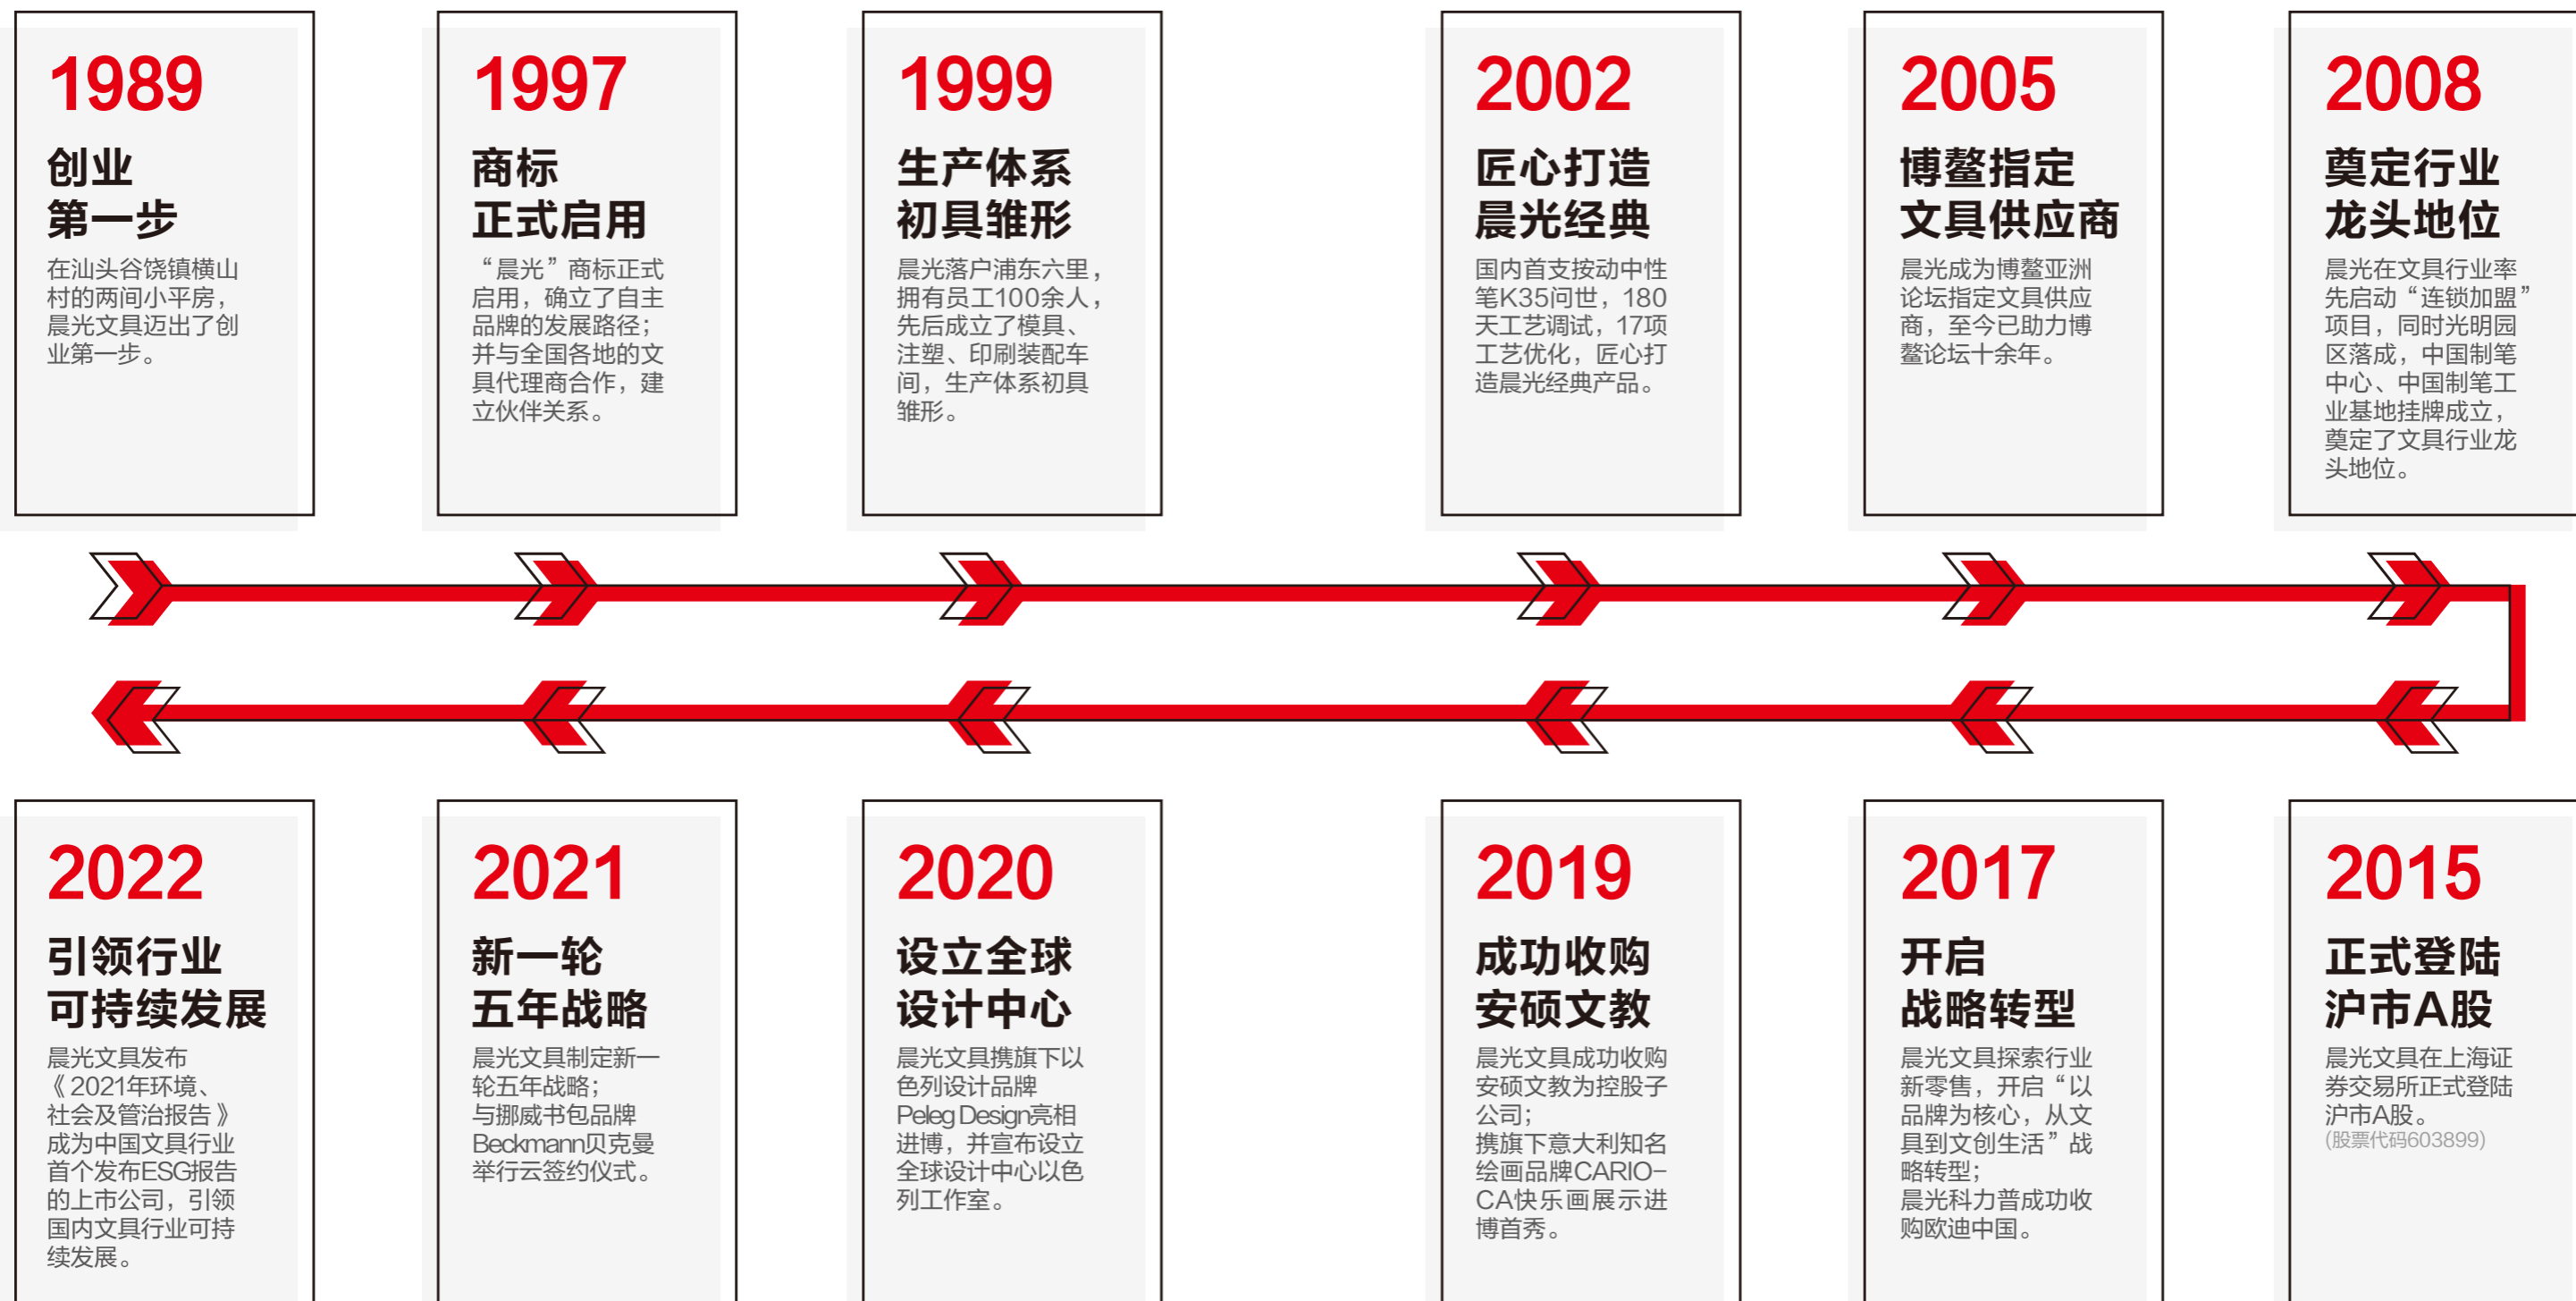 1989
创业
第一步
在汕头谷饶镇横山
村的两间小平房，
晨光文具迈出了创
业第一步。
1997
商标
正式启用
“晨光”商标正式
启用，确立了自主
品牌的发展路径；
并与全国各地的文
具代理商合作，建
立伙伴关系。
1999
生产体系
初具雏形
晨光落户浦东六里，
拥有员工100余人，
先后成立了模具、
注塑、印刷装配车
间，生产体系初具
雏形。
2002
匠心打造
晨光经典
国内首支按动中性
笔K35问世，180
天工艺调试，17项
工艺优化，匠心打
造晨光经典产品。
2005
博鳌指定
文具供应商
晨光成为博鳌亚洲
论坛指定文具供应
商，至今已助力博
鳌论坛十余年。
2008
奠定行业
龙头地位
晨光在文具行业率
先启动“连锁加盟”
项目，同时光明园
区落成，中国制笔
中心、中国制笔工
业基地挂牌成立，
奠定了文具行业龙
头地位。
2015
正式登陆
沪市A股
晨光文具在上海证
券交易所正式登陆
沪市A股。
(股票代码603899)
2017
开启
战略转型
晨光文具探索行业
新零售，开启“以
品牌为核心，从文
具到文创生活”战
略转型；
晨光科力普成功收
购欧迪中国。
2019
成功收购
安硕文教
晨光文具成功收购
安硕文教为控股子
公司；
携旗下意大利知名
绘画品牌CARIO-
CA快乐画展示进
博首秀。
2020
设立全球
设计中心
晨光文具携旗下以
色列设计品牌
Peleg Design亮相
进博，并宣布设立
全球设计中心以色
列工作室。
2021
新一轮
五年战略
晨光文具制定新一
轮五年战略；
与挪威书包品牌
Beckmann贝克曼
举行云签约仪式。
2022
引领行业
可持续发展
晨光文具发布
《2021年环境、
社会及管治报告》
成为中国文具行业
首个发布ESG报告
的上市公司，引领
国内文具行业可持
续发展。